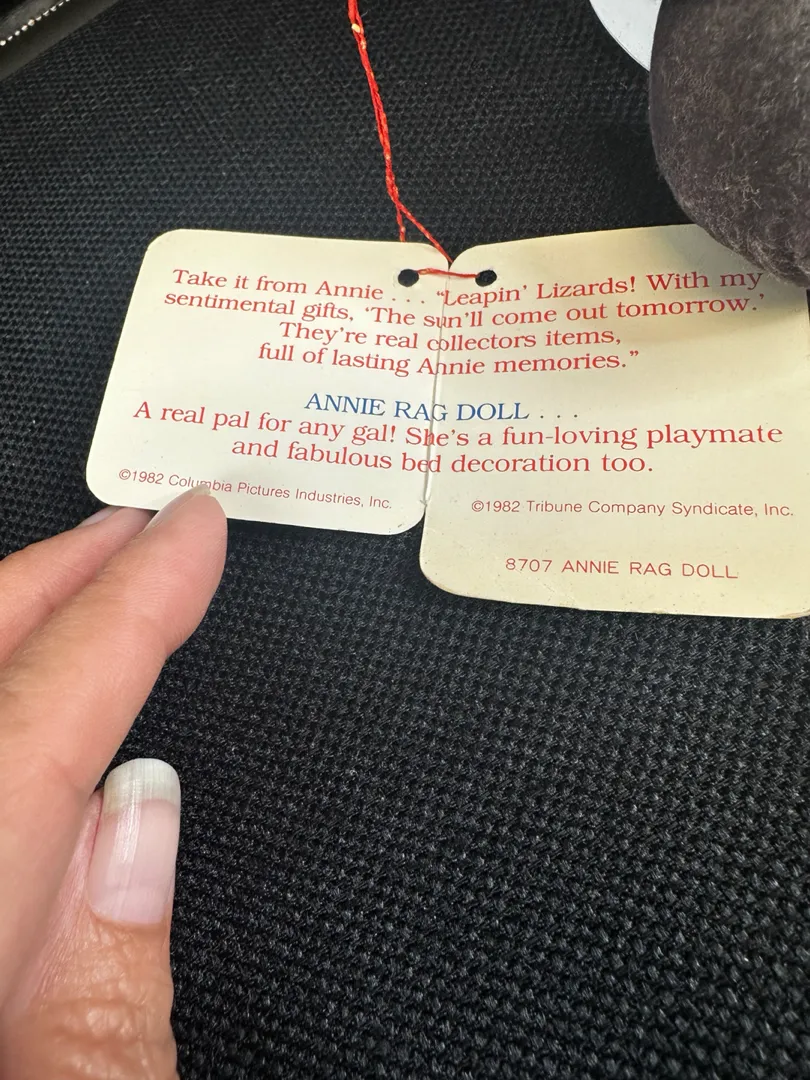 Take it from Annie . . . “Leapin’ Lizards! With my
sentimental gifts, ‘The sun’ll come out tomorrow.’
They’re real collectors items,
full of lasting Annie memories.”
ANNIE RAG DOLL . . .
A real pal for any gal! She’s a fun-loving playmate
and fabulous bed decoration too.
©1982 Columbia Pictures Industries, Inc.
©1982 Tribune Company Syndicate, Inc.
8707 ANNIE RAG DOLL